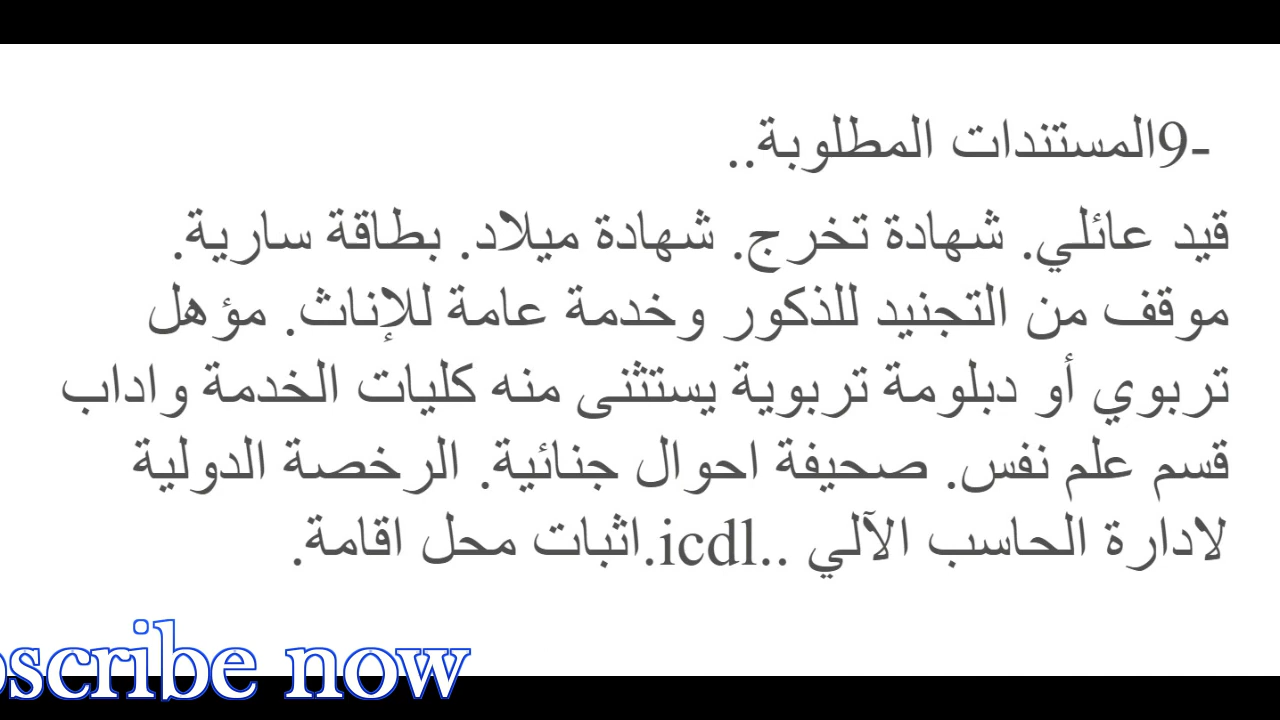 9-المستندات المطلوبة..
قيد عائلي. شهادة تخرج. شهادة ميلاد. بطاقة سارية.
موقف من التجنيد للذكور وخدمة عامة للإناث. مؤهل
تربوي أو دبلومة تربوية يستثنى منه كليات الخدمة واداب
قسم علم نفس. صحيفة احوال جنائية. الرخصة الدولية
لادارة الحاسب الآلي ..icdl.اثبات محل اقامة.
bscribe now